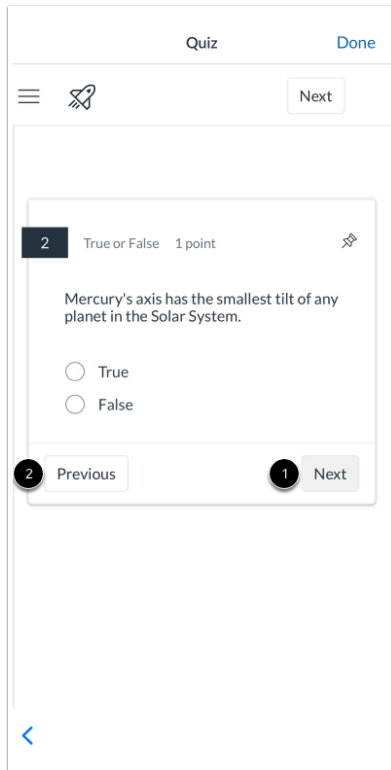 Quiz
Done
Next
2
True or False 1 point
Mercury's axis has the smallest tilt of any
planet in the Solar System.
True
False
2 Previous
1 Next